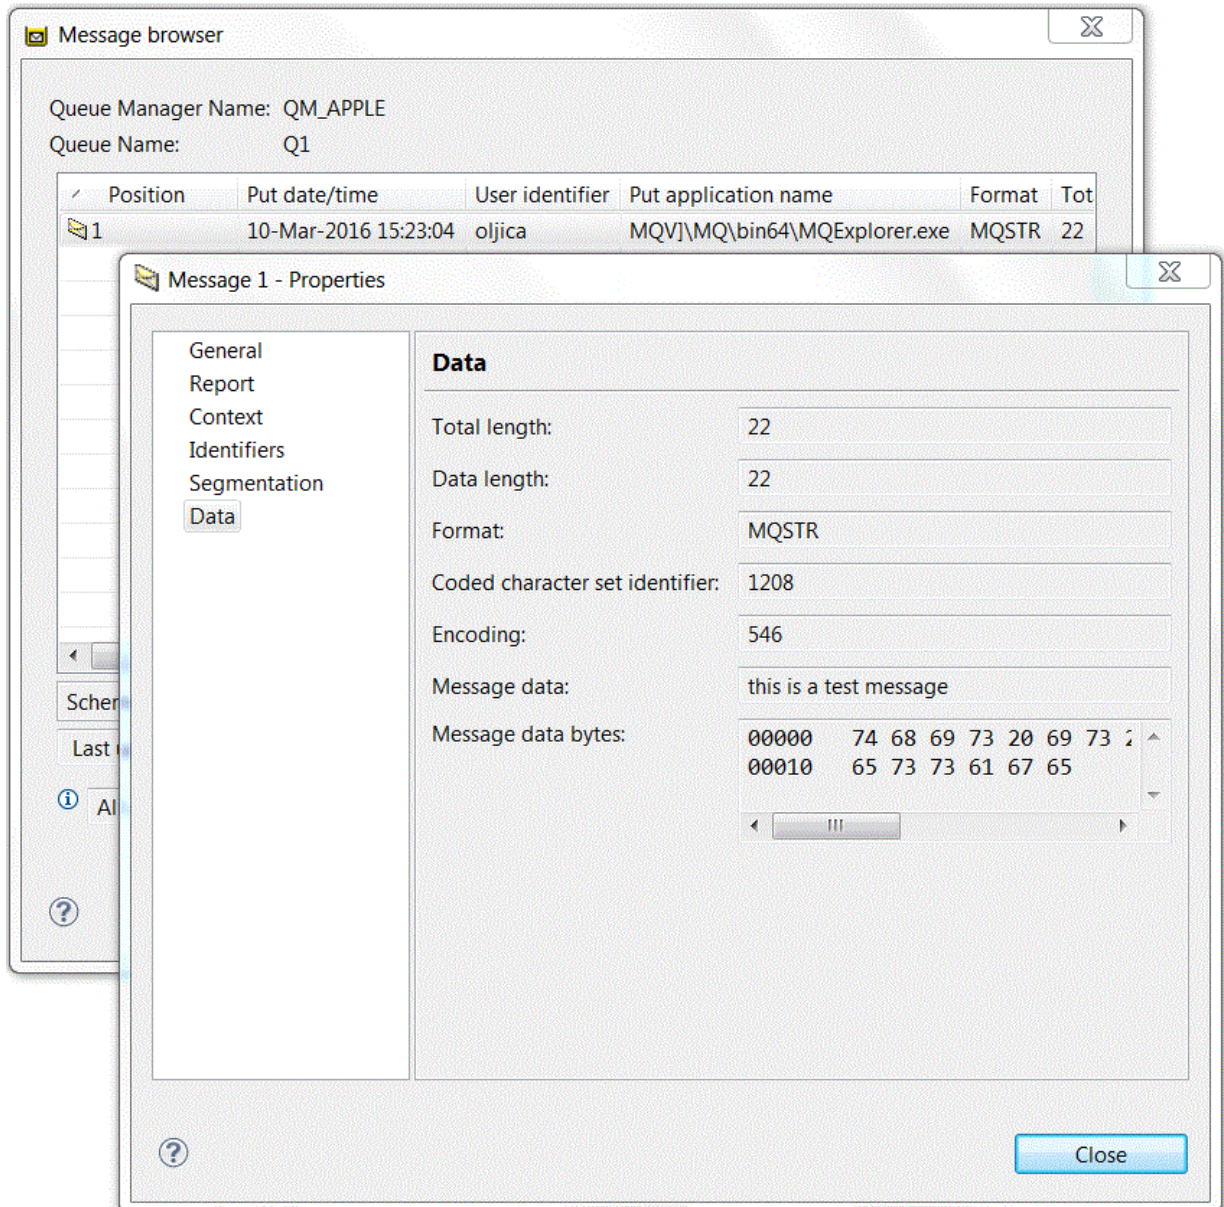 Message browser
Queue Manager Name: QM_APPLE
Queue Name: Q1
Position Put date/time User identifier Put application name Format Tot
1 10-Mar-2016 15:23:04 oljica MQV]\MQ\bin64\MQExplorer.exe MQSTR 22
Message 1 - Properties
General
Report
Context
Identifiers
Segmentation
Data
Data
Total length: 22
Data length: 22
Format: MQSTR
Coded character set identifier: 1208
Encoding: 546
Message data: this is a test message
Message data bytes: 00000 74 68 69 73 20 69 73
00010 65 73 73 61 67 65
Scher
Last
Al
Close